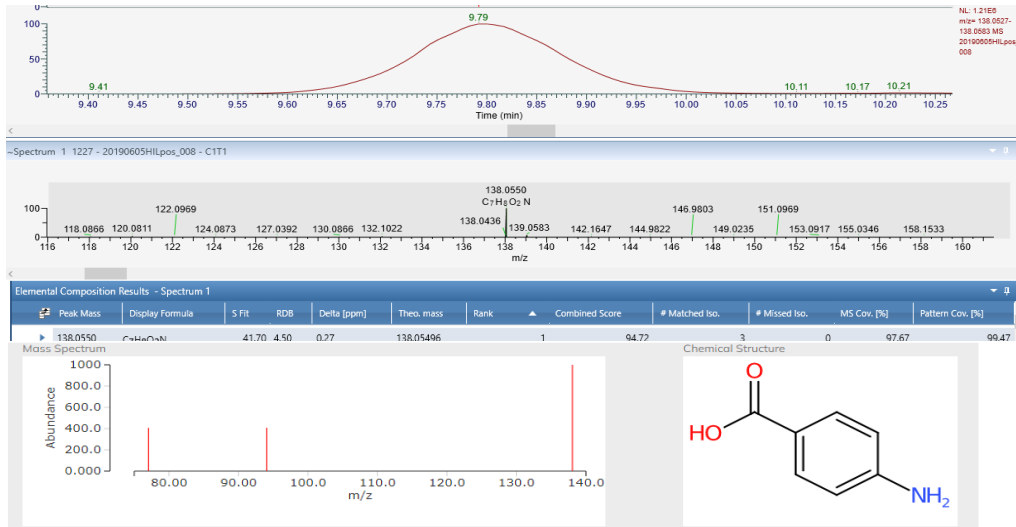 0
9.79
NL: 1.21E6
m/z= 138.0527-
138.0583 MS
20190605HILpos_
008
100
50
0
9.41
10.11
10.17
10.21
9.40 9.45 9.50 9.55 9.60 9.65 9.70 9.75 9.80 9.85 9.90 9.95 10.00 10.05 10.10 10.15 10.20 10.25
Time (min)
~Spectrum 1 1227 - 20190605HILpos_008 - C1T1
138.0550
C7H8O2N
100
122.0969
146.9803
151.0969
138.0436
118.0866 120.0811 124.0873 127.0392 130.0866 132.1022 139.0583 142.1647 144.9822 149.0235 153.0917 155.0346 158.1533
0
116 118 120 122 124 126 128 130 132 134 136 138 140 142 144 146 148 150 152 154 156 158 160
m/z
Elemental Composition Results - Spectrum 1
Peak Mass Display Formula S Fit RDB Delta [ppm] Theo. mass Rank Combined Score # Matched Iso. # Missed Iso. MS Cov. [%] Pattern Cov. [%]
138.0550 C7H8O2N 41.70 4.50 0.27 138.05496 1 94.72 3 0 97.67 99.47
Mass Spectrum
1000
800.0
600.0
400.0
200.0
0.000
Abundance
80.00 90.00 100.0 110.0 120.0 130.0 140.0
m/z
Chemical Structure
O
HO
NH2